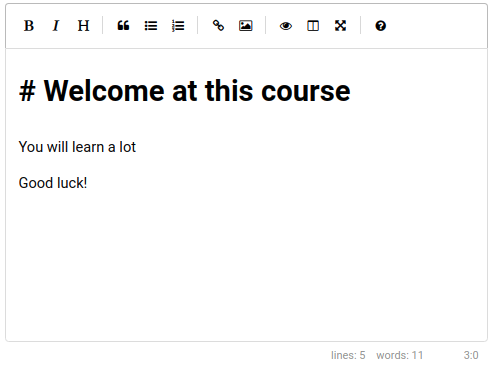 B I H
# Welcome at this course
You will learn a lot
Good luck!
lines: 5 words: 11 3:0